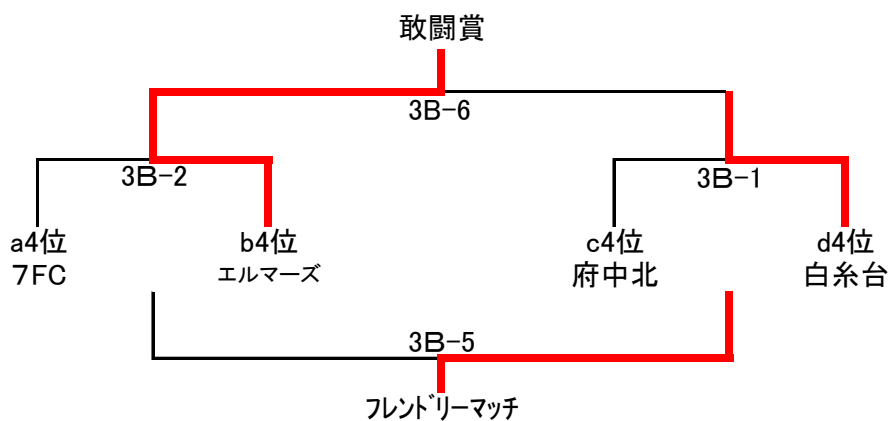 敢闘賞
3B-6
3B-2
3B-1
a4位
b4位
c4位
d4位
7FC
エルマーズ
府中北
白糸台
3B-5
フレンドリーマッチ